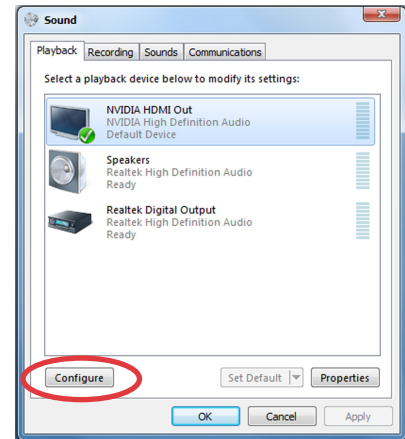 Sound
Playback Recording Sounds Communications
Select a playback device below to modify its settings:
NVIDIA HDMI Out
NVIDIA High Definition Audio
Default Device
Speakers
Realtek High Definition Audio
Ready
Realtek Digital Output
Realtek High Definition Audio
Ready
Configure Set Default Properties
OK Cancel Apply